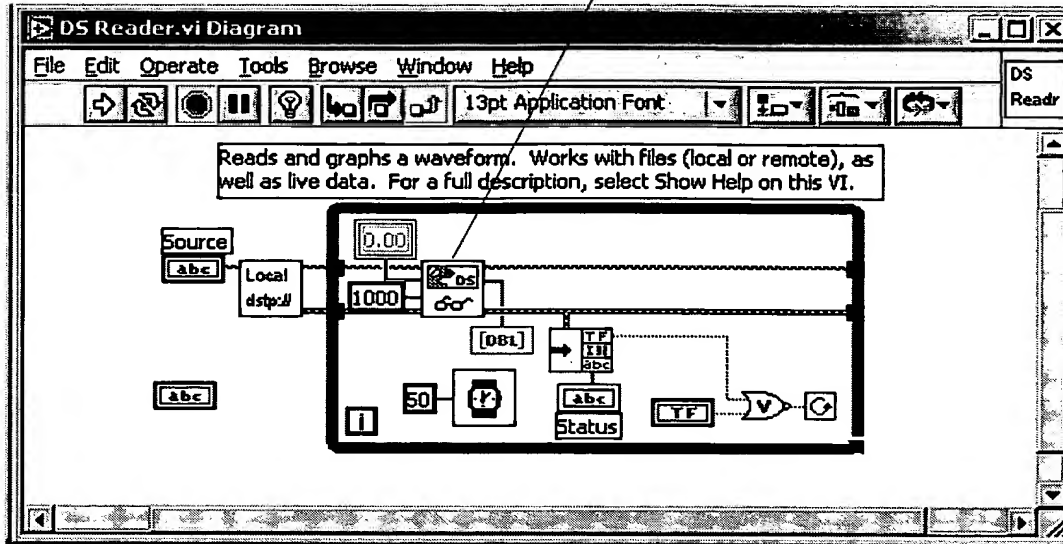 DS Reader.vi Diagram
File Edit Operate Tools Browse Window Help
13pt Application Font
DS
Readr
Reads and graphs a waveform. Works with files (local or remote), as
well as live data. For a full description, select Show Help on this VI.
Source
abc
Local
dstp://
0.00
1000
DS
[DBL]
TF
abc
abc
50
abc
Status
TF
V
i